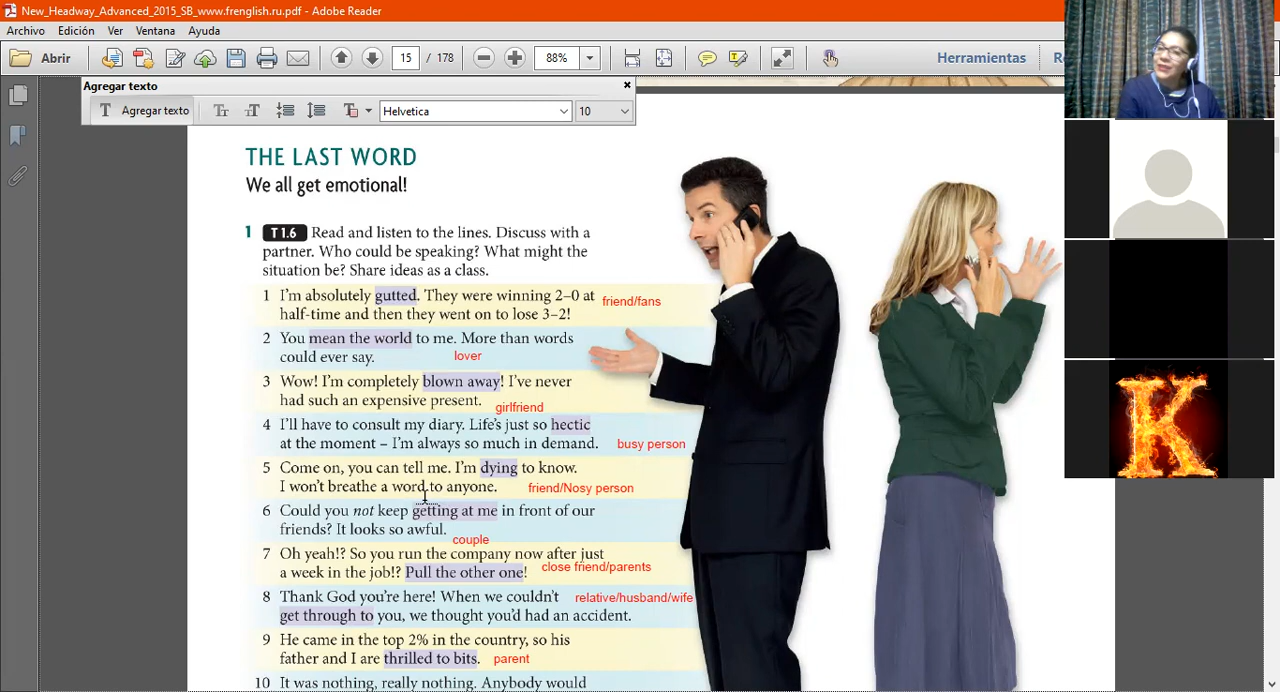 New_Headway_Advanced_2015_SB_www.frenglish.ru.pdf - Adobe Reader
Archivo Edición Ver Ventana Ayuda
Abrir 15 / 178 88% Herramientas
Agregar texto
T Agregar texto Helvetica 10
THE LAST WORD
We all get emotional!
1 T 1.6 Read and listen to the lines. Discuss with a
partner. Who could be speaking? What might the
situation be? Share ideas as a class.
1 I'm absolutely gutted. They were winning 2–0 at
half-time and then they went on to lose 3–2!
friend/fans
2 You mean the world to me. More than words
could ever say.
lover
3 Wow! I'm completely blown away! I've never
had such an expensive present.
girlfriend
4 I'll have to consult my diary. Life's just so hectic
at the moment – I'm always so much in demand.
busy person
5 Come on, you can tell me. I'm dying to know.
I won't breathe a word to anyone.
friend/Nosy person
6 Could you not keep getting at me in front of our
friends? It looks so awful.
couple
7 Oh yeah!? So you run the company now after just
a week in the job!? Pull the other one!
close friend/parents
8 Thank God you're here! When we couldn't
relative/husband/wife
get through to you, we thought you'd had an accident.
9 He came in the top 2% in the country, so his
father and I are thrilled to bits.
parent
10 It was nothing, really nothing. Anybody would
K